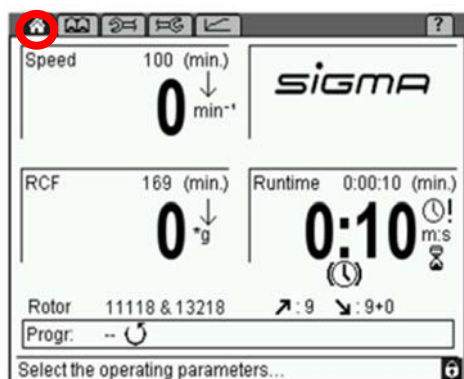 ?
Speed 100 (min.)
0 min⁻¹
sigma
RCF 169 (min.)
0 *g
Runtime 0:00:10 (min.)
0:10 m:s
Rotor 11118 & 13218 ↗: 9 ↘: 9+0
Progr: -- ↺
Select the operating parameters...